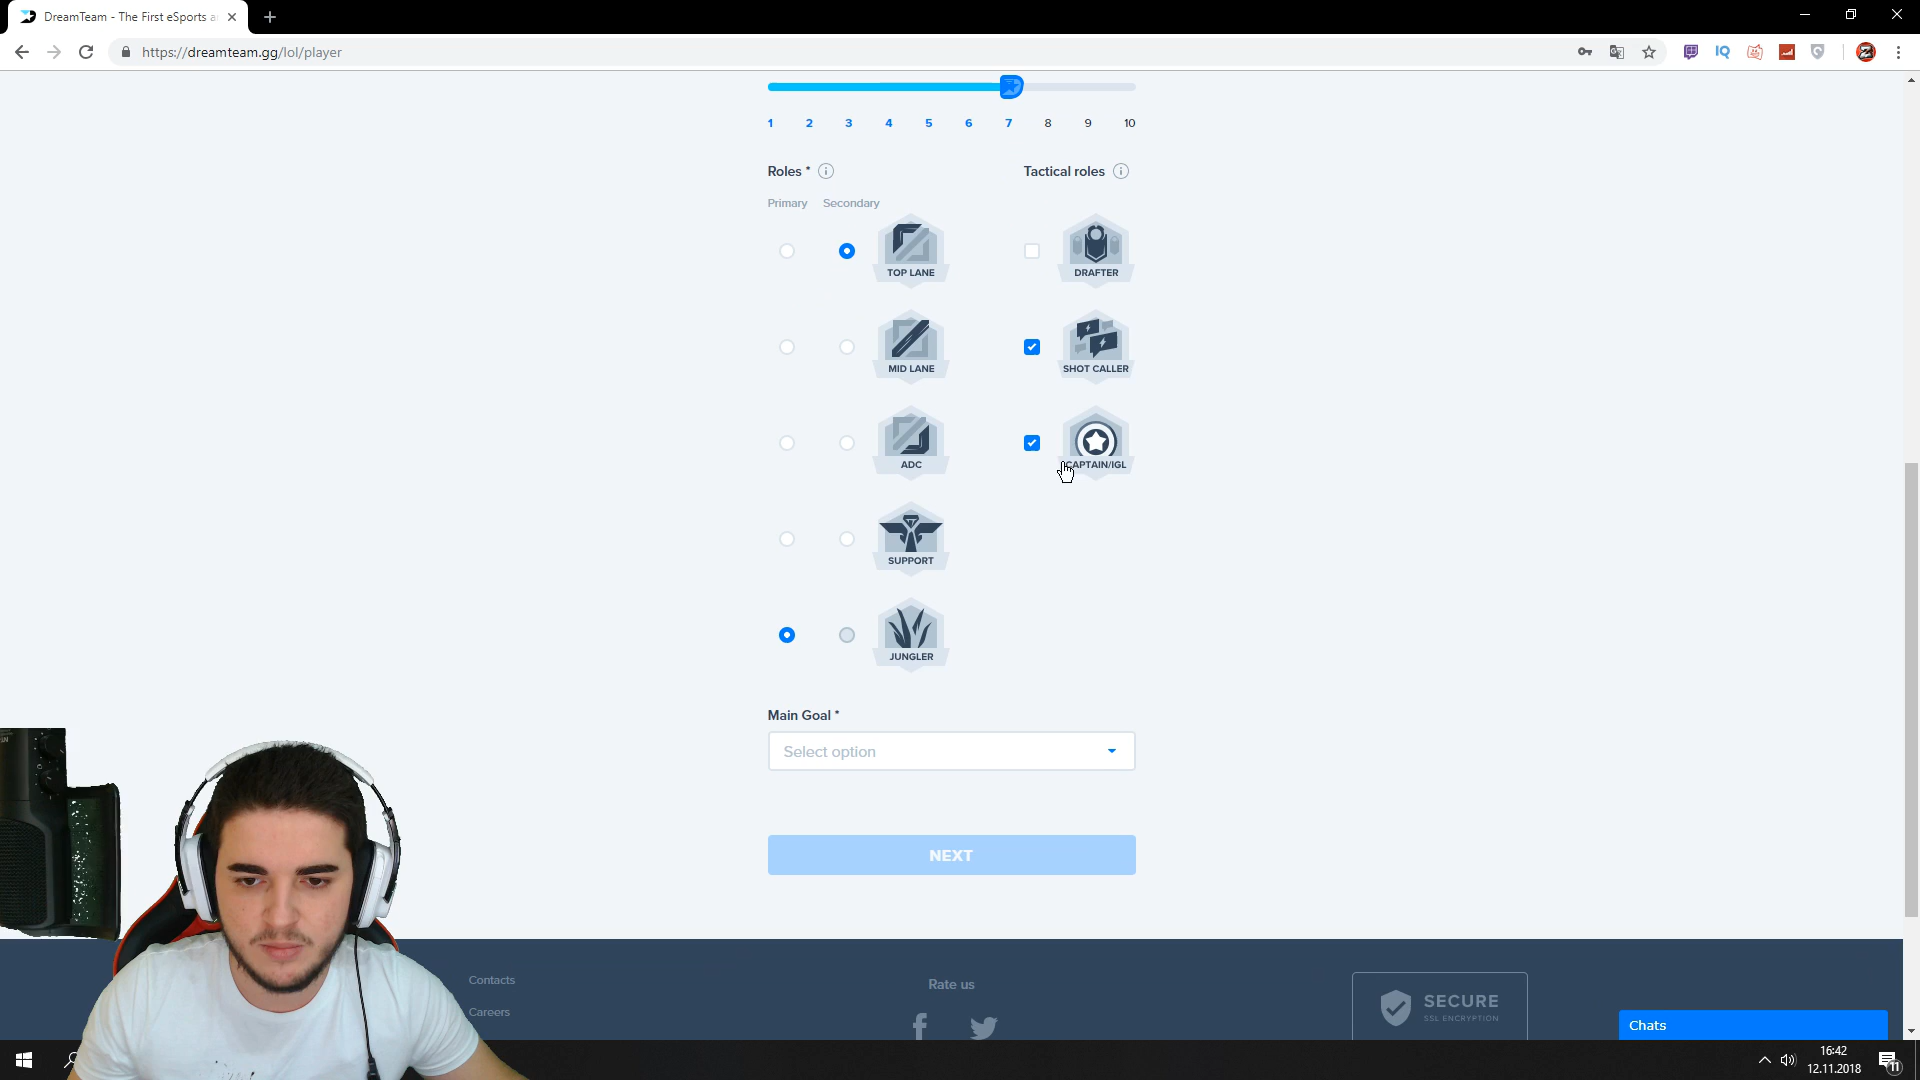 DreamTeam - The First eSports a
https://dreamteam.gg/lol/player
1 2 3 4 5 6 7 8 9 10
Roles * Tactical roles
Primary Secondary
TOP LANE DRAFTER
MID LANE SHOT CALLER
ADC CAPTAIN/IGL
SUPPORT
JUNGLER
Main Goal *
Select option
NEXT
Contacts
Rate us
SECURE
SSL ENCRYPTION
Careers
Chats
16:42
12.11.2018
11
IQ